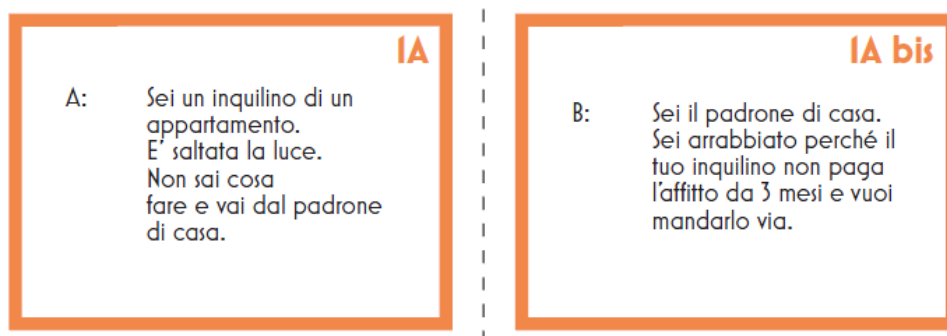 1A
A: Sei un inquilino di un
appartamento.
E' saltata la luce.
Non sai cosa
fare e vai dal padrone
di casa.
1A bis
B: Sei il padrone di casa.
Sei arrabbiato perché il
tuo inquilino non paga
l'affitto da 3 mesi e vuoi
mandarlo via.